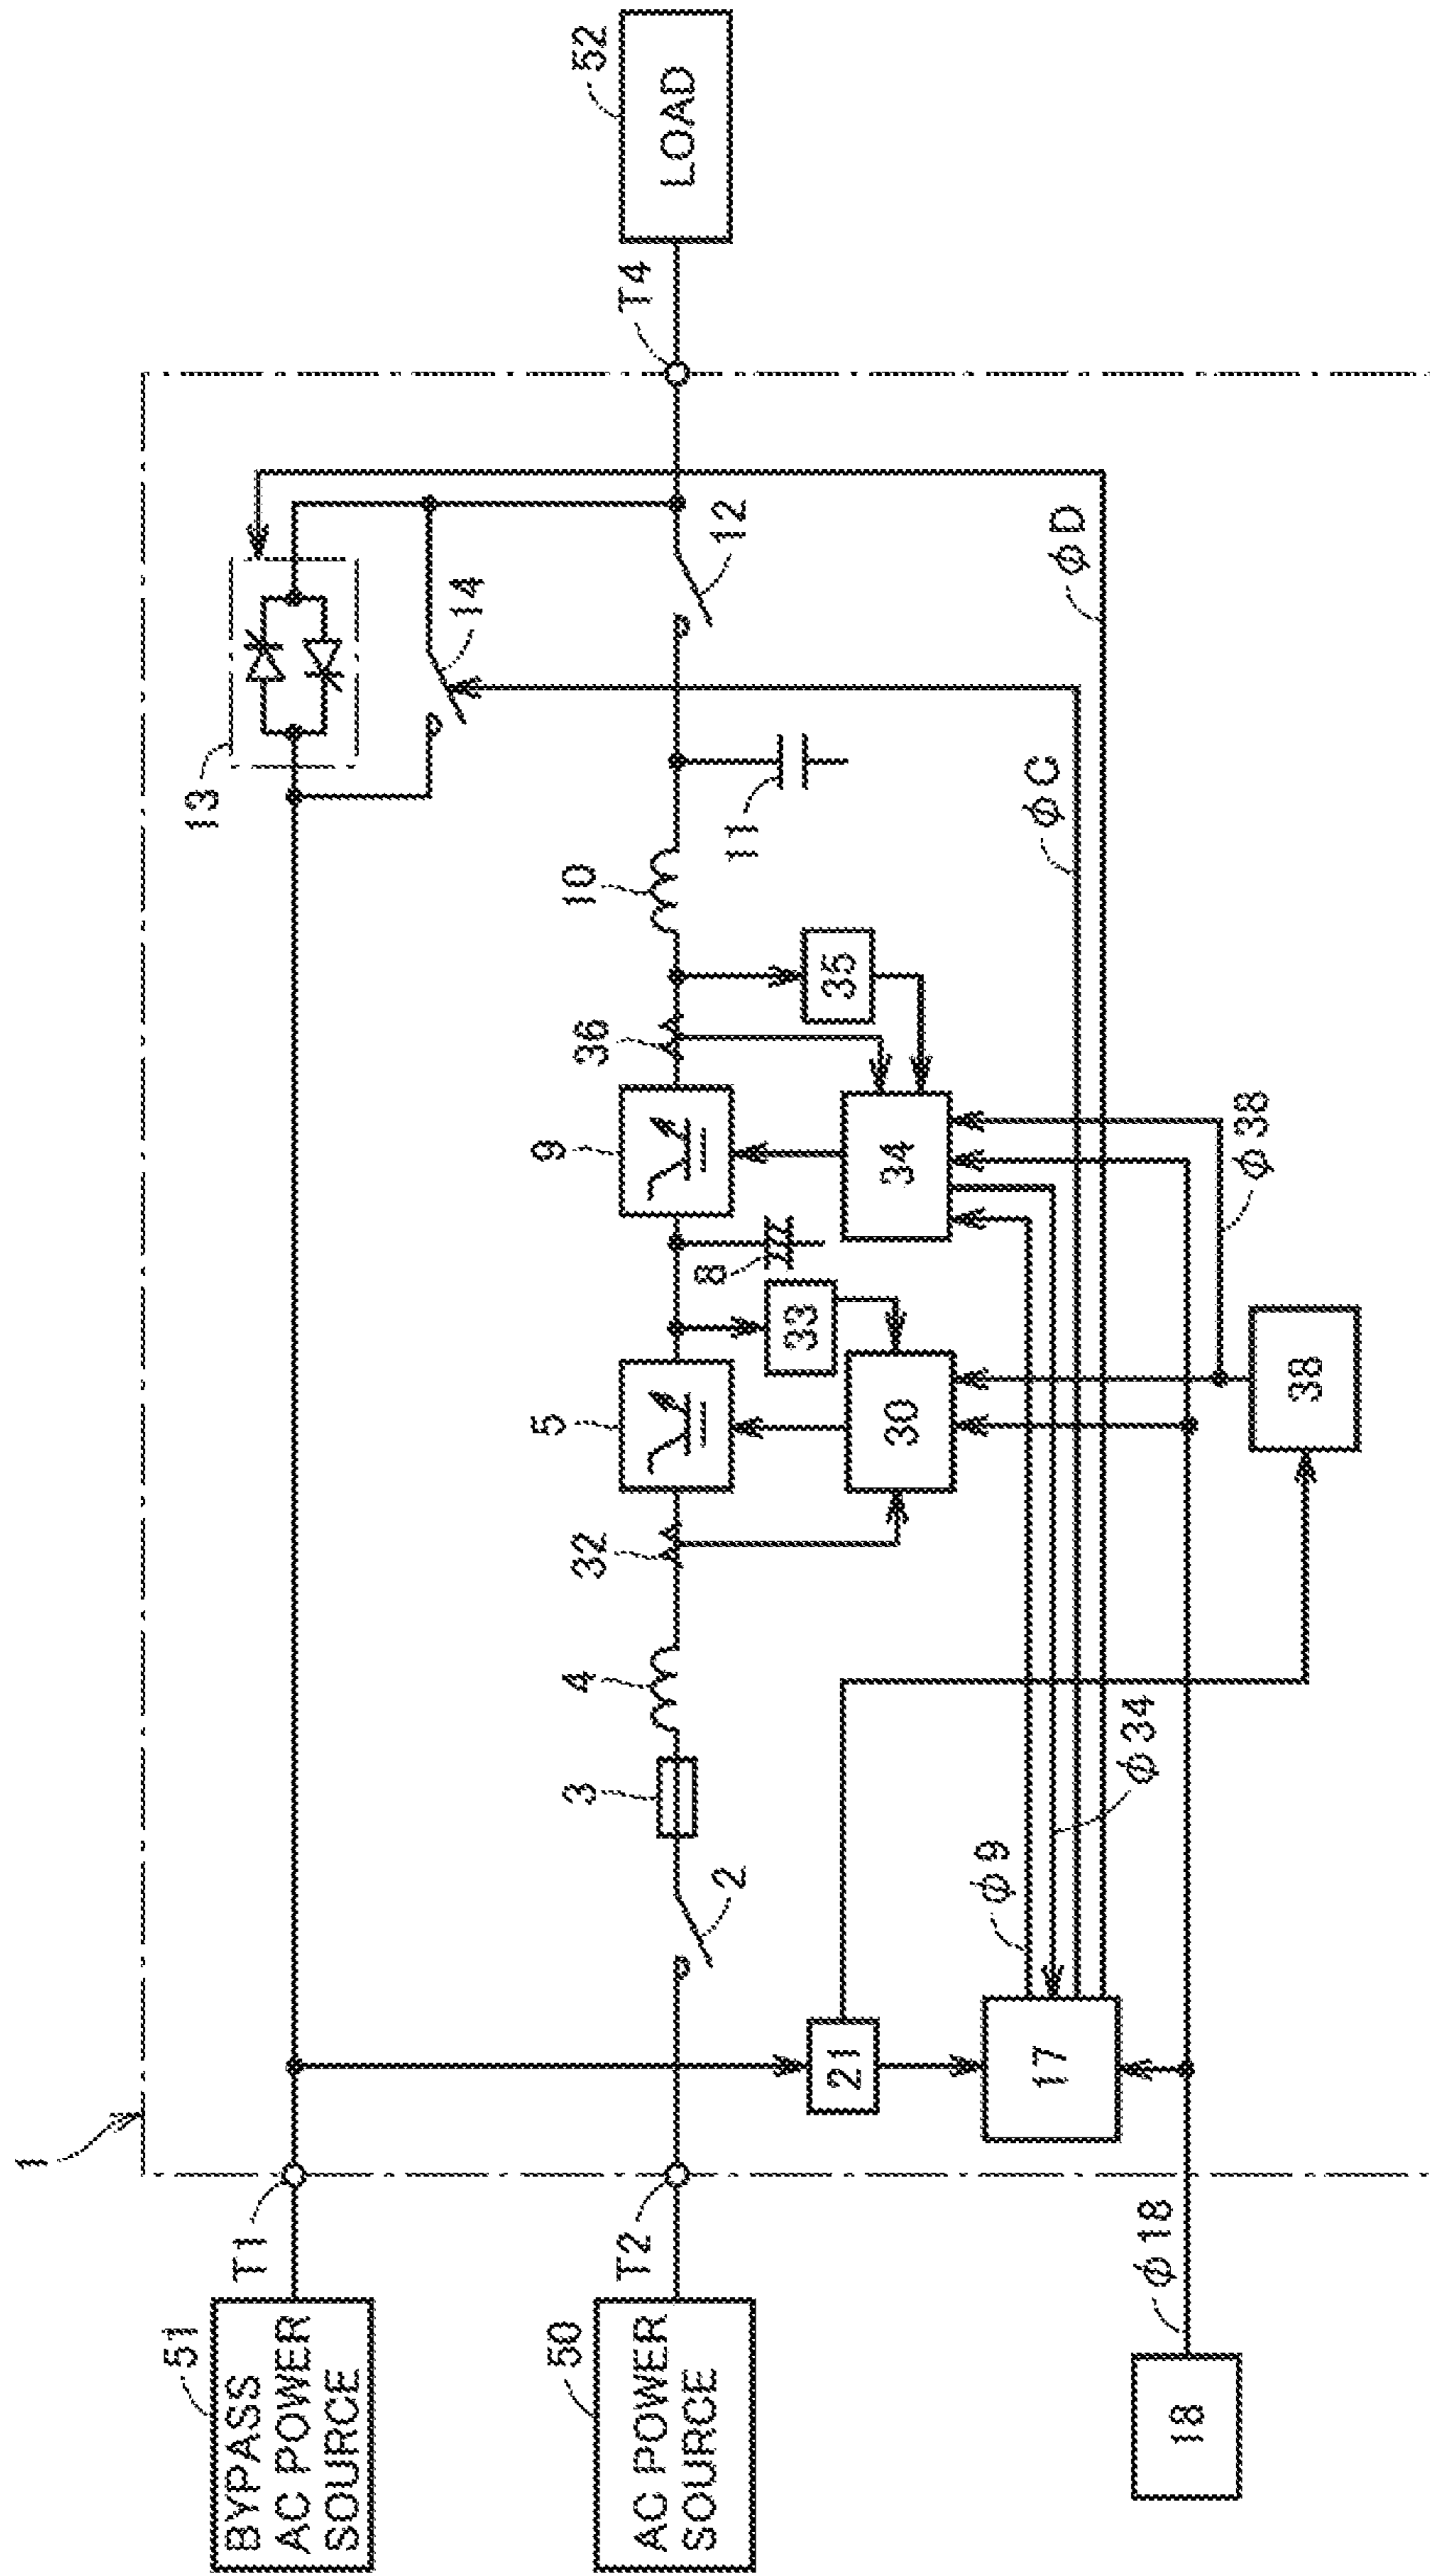 1
51
BYPASS
AC POWER
SOURCE
T1
13
14
50
AC POWER
SOURCE
T2
2
3
4
32
5
9
36
10
12
T4
52
LOAD
8
11
33
35
21
30
34
17
φ9
φ34
φC
φD
18
φ18
38
φ38